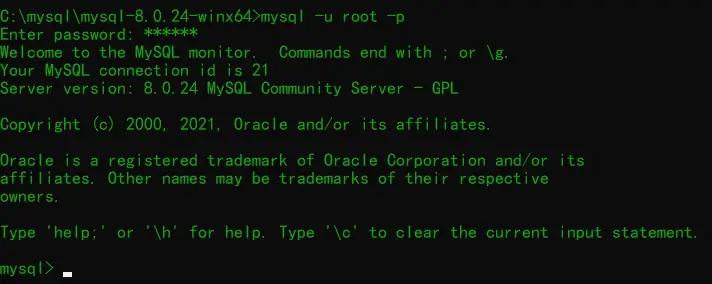 C:\mysql\mysql-8.0.24-winx64>mysql -u root -p
Enter password: ******
Welcome to the MySQL monitor.  Commands end with ; or \g.
Your MySQL connection id is 21
Server version: 8.0.24 MySQL Community Server - GPL
Copyright (c) 2000, 2021, Oracle and/or its affiliates.
Oracle is a registered trademark of Oracle Corporation and/or its
affiliates. Other names may be trademarks of their respective
owners.
Type 'help;' or '\h' for help. Type '\c' to clear the current input statement.
mysql>